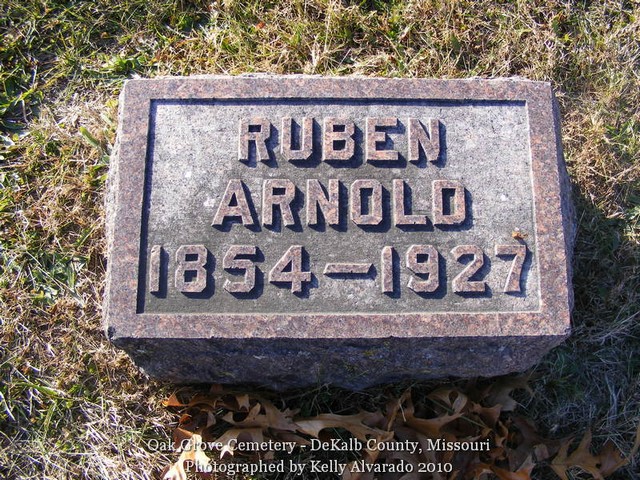 RUBEN
ARNOLD
1854-1927
Oak Grove Cemetery - DeKalb County, Missouri
Photographed by Kelly Alvarado 2010